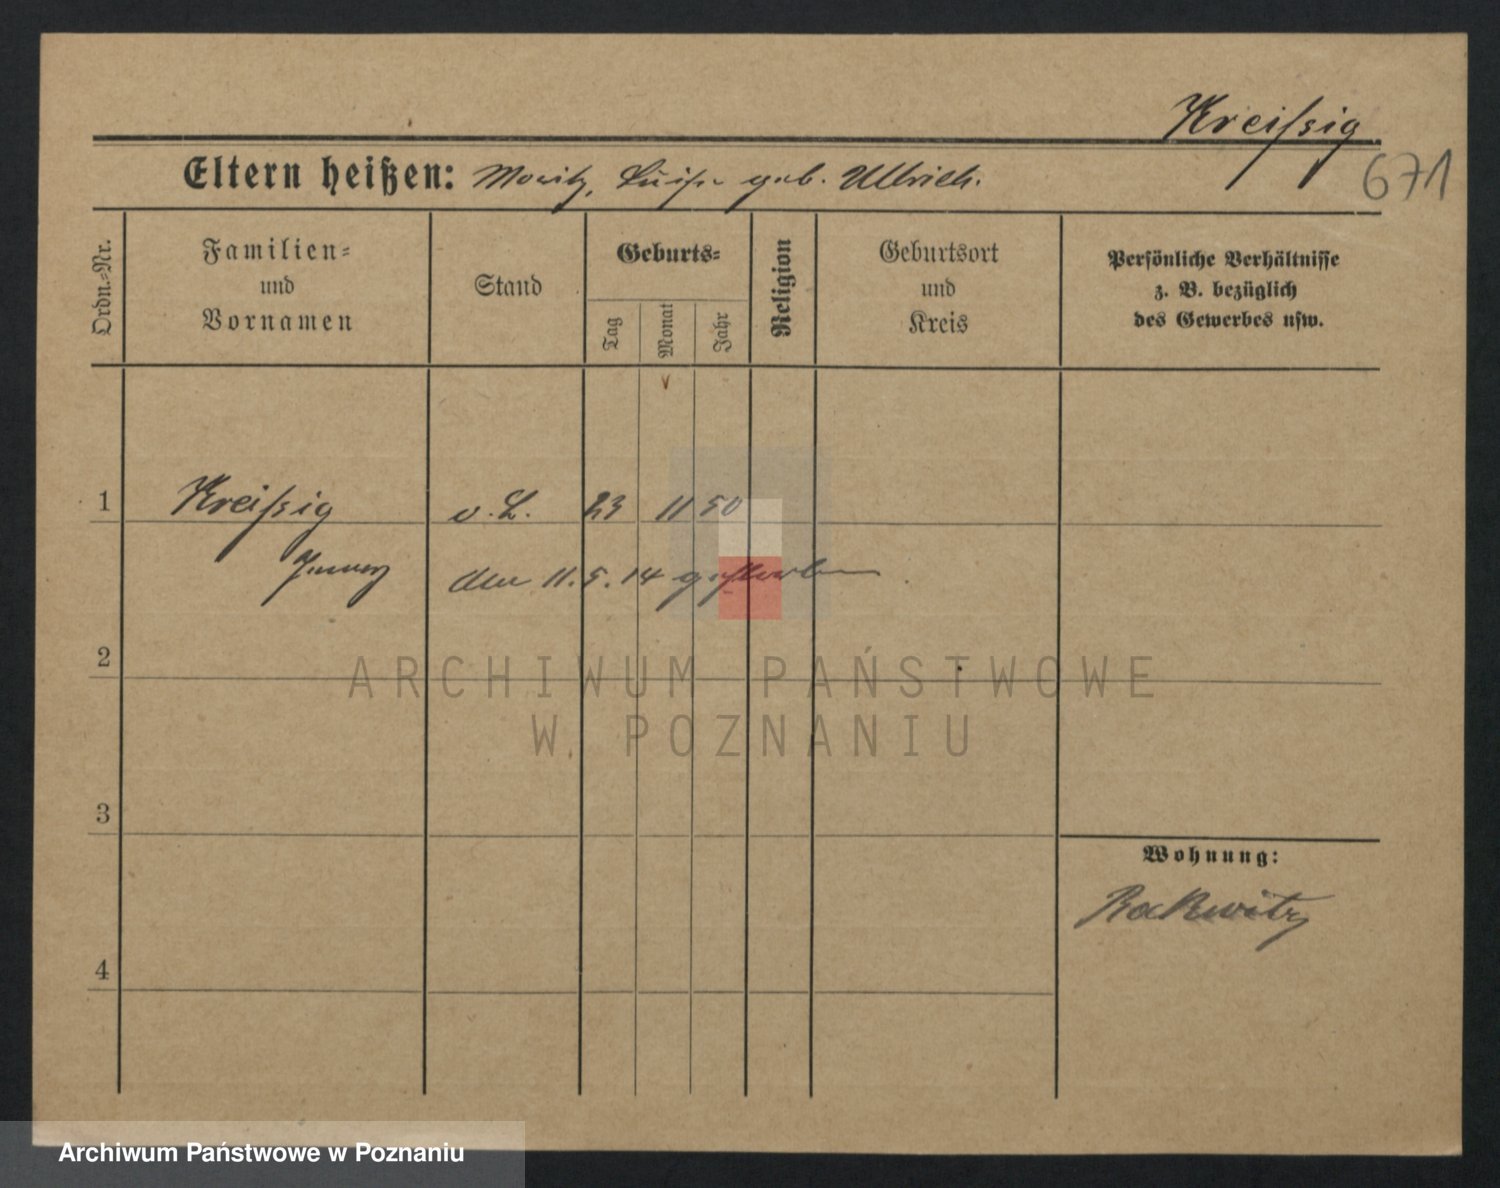 Kreißig.
671
Eltern heißen: Moritz, Luise geb. Ullrich.
Ordn.-Nr.
Familien- und Vornamen
Stand
Geburts-
Tag
Monat
Jahr
Religion
Geburtsort und Kreis
Persönliche Verhältnisse
z. B. bezüglich
des Gewerbes usw.
1 Kreißig v. L. 23 11 50
den 11.5.14 gestorben
2
3
4
Wohnung:
Rackwitz
ARCHIWUM PAŃSTWOWE
W POZNANIU
Archiwum Państwowe w Poznaniu